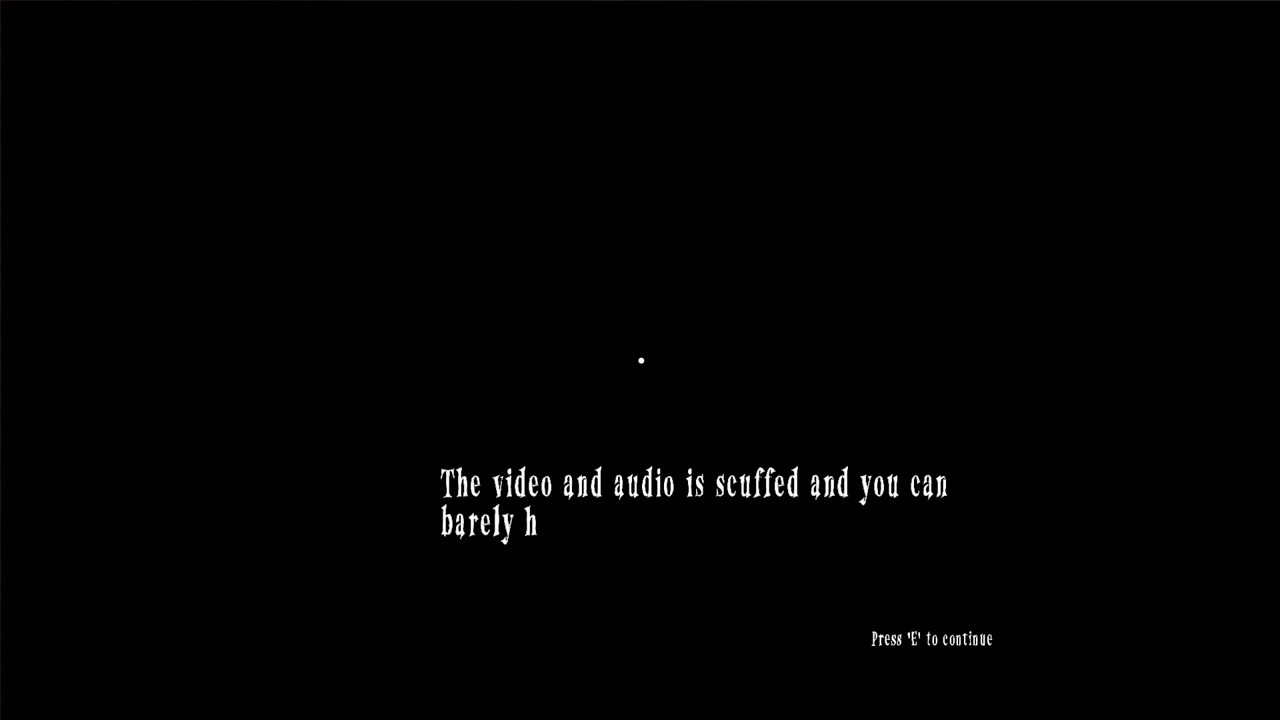 The video and audio is scuffed and you can
barely h
Press 'E' to continue